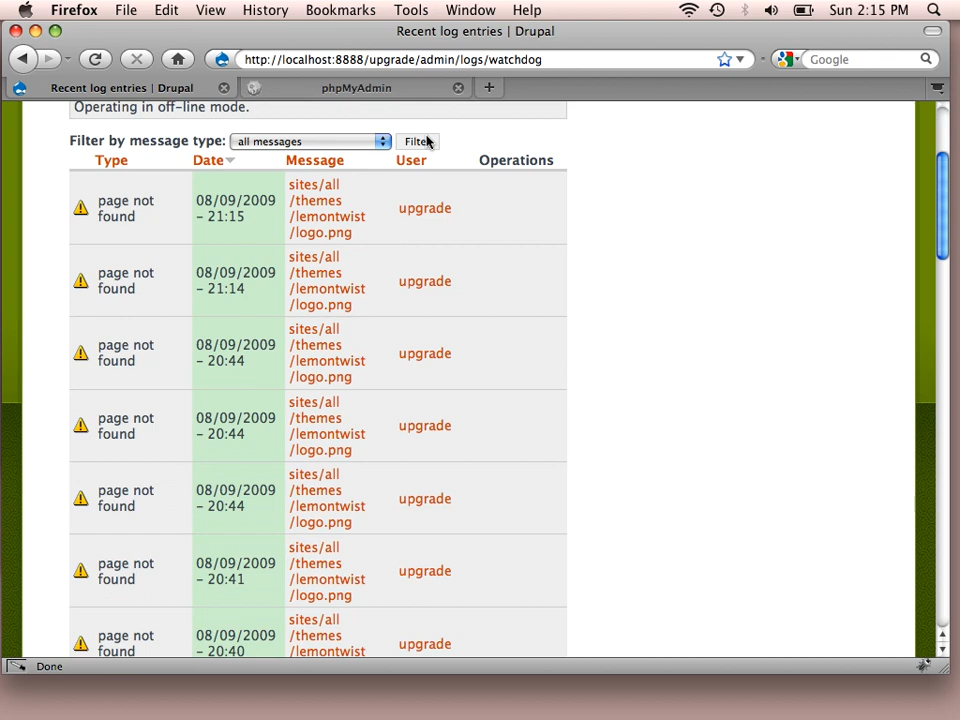 Firefox File Edit View History Bookmarks Tools Window Help Sun 2:15 PM
Recent log entries | Drupal
http://localhost:8888/upgrade/admin/logs/watchdog Google
Recent log entries | Drupal phpMyAdmin
Operating in off-line mode.
Filter by message type: all messages
Type Date Message User Operations
page not found 08/09/2009 – 21:15 sites/all
/themes
/lemontwist
/logo.png upgrade
page not found 08/09/2009 – 21:14 sites/all
/themes
/lemontwist
/logo.png upgrade
page not found 08/09/2009 – 20:44 sites/all
/themes
/lemontwist
/logo.png upgrade
page not found 08/09/2009 – 20:44 sites/all
/themes
/lemontwist
/logo.png upgrade
page not found 08/09/2009 – 20:44 sites/all
/themes
/lemontwist
/logo.png upgrade
page not found 08/09/2009 – 20:41 sites/all
/themes
/lemontwist
/logo.png upgrade
page not found 08/09/2009 – 20:40 sites/all
/themes
/lemontwist upgrade
Done